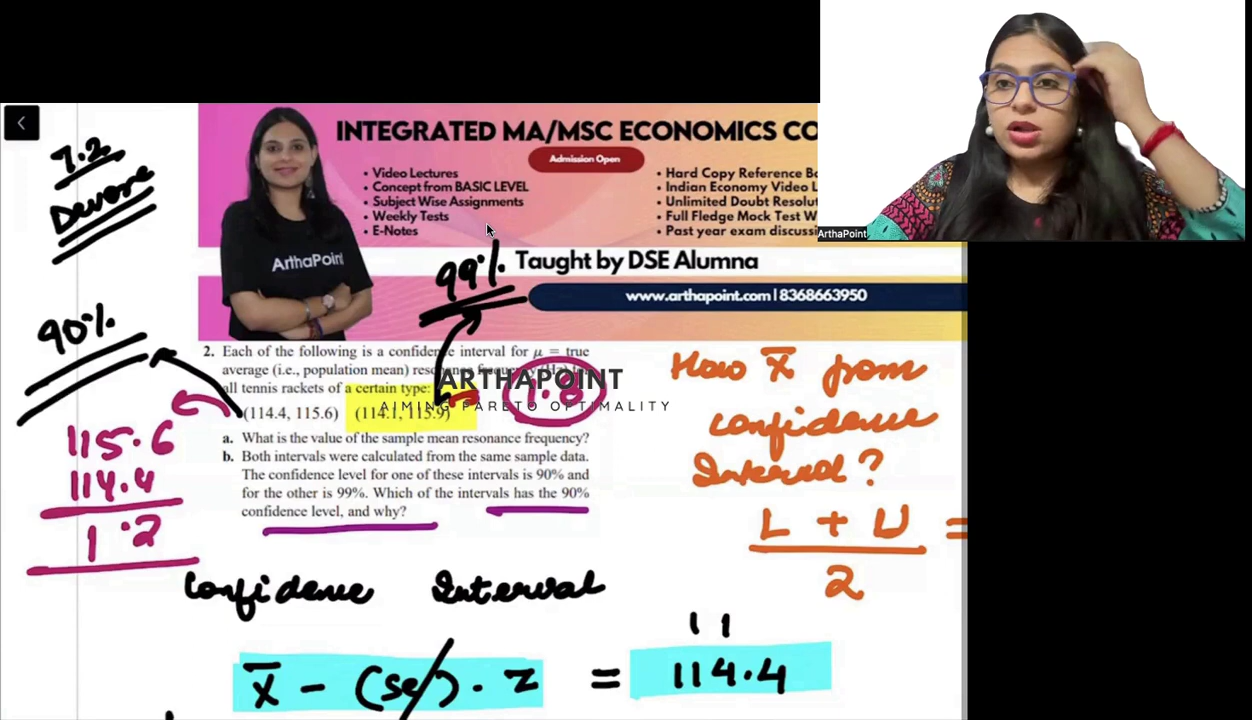 INTEGRATED MA/MSC ECONOMICS CO
Admission Open
• Video Lectures
• Concept from BASIC LEVEL
• Subject Wise Assignments
• Weekly Tests
• E-Notes
• Hard Copy Reference Bo
• Indian Economy Video L
• Unlimited Doubt Resolut
• Full Fledge Mock Test W
• Past year exam discussi
ArthaPoint
ArthaPoint
Taught by DSE Alumna
www.arthapoint.com | 8368663950
7.2
Devore
99%
90%
2. Each of the following is a confidence interval for μ = true
average (i.e., population mean) resonance frequency (Hz) for
all tennis rackets of a certain type:
(114.4, 115.6) (114.1, 115.9)
a. What is the value of the sample mean resonance frequency?
b. Both intervals were calculated from the same sample data.
The confidence level for one of these intervals is 90% and
for the other is 99%. Which of the intervals has the 90%
confidence level, and why?
ARTHAPOINT
AIMING PARETO OPTIMALITY
1.8
115.6
114.4
1.2
How x̄ from
confidence
Interval?
L + U =
2
Confidence Interval
x̄ - (se) . z = 114.4